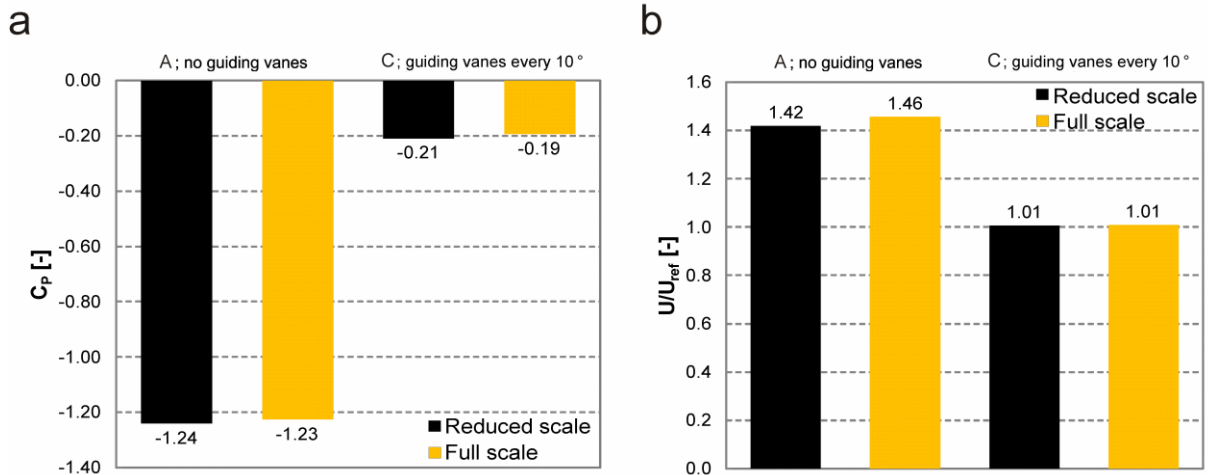 a
A ; no guiding vanes
C ; guiding vanes every 10 °
0.00
-0.20
-0.40
-0.60
-0.80
-1.00
-1.20
-1.40
CP [-]
-1.24
-1.23
-0.21
-0.19
Reduced scale
Full scale
b
A ; no guiding vanes
C ; guiding vanes every 10 °
1.6
1.4
1.2
1.0
0.8
0.6
0.4
0.2
0.0
U/Uref [-]
1.42
1.46
1.01
1.01
Reduced scale
Full scale